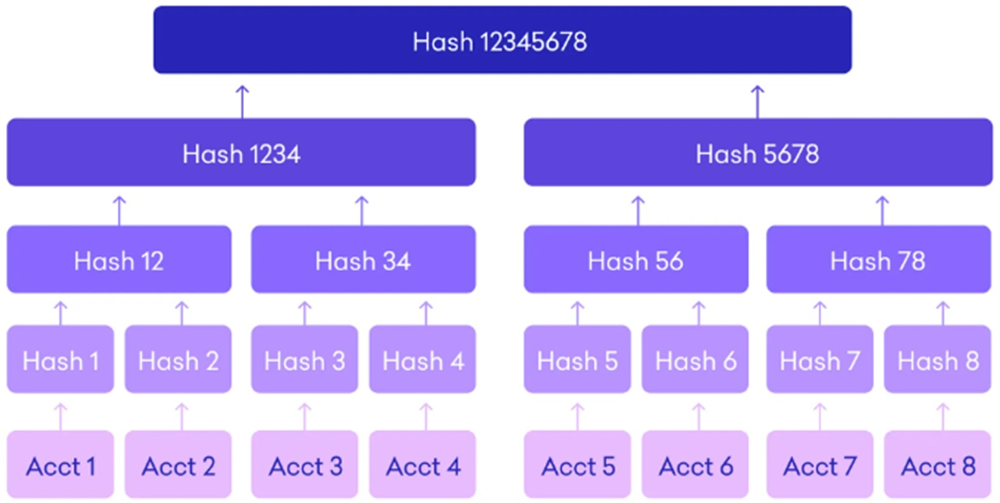 Hash 12345678
Hash 1234
Hash 5678
Hash 12
Hash 34
Hash 56
Hash 78
Hash 1
Hash 2
Hash 3
Hash 4
Hash 5
Hash 6
Hash 7
Hash 8
Acct 1
Acct 2
Acct 3
Acct 4
Acct 5
Acct 6
Acct 7
Acct 8